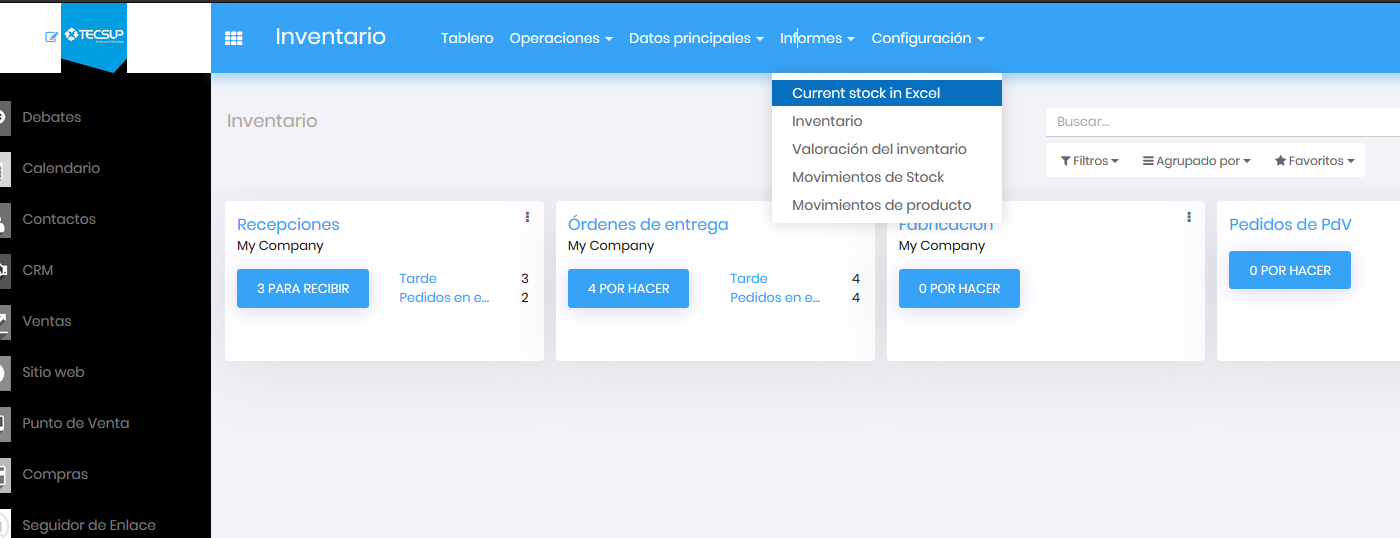 TECSUP
Inventario
Tablero
Operaciones
Datos principales
Informes
Configuración
Debates
Calendario
Contactos
CRM
Ventas
Sitio web
Punto de Venta
Compras
Seguidor de Enlace
Inventario
Current stock in Excel
Inventario
Valoración del inventario
Movimientos de Stock
Movimientos de producto
Buscar...
Filtros
Agrupado por
Favoritos
Recepciones
My Company
3 PARA RECIBIR
Tarde 3
Pedidos en e... 2
Órdenes de entrega
My Company
4 POR HACER
Tarde 4
Pedidos en e... 4
Fabricación
My Company
0 POR HACER
Pedidos de PdV
0 POR HACER